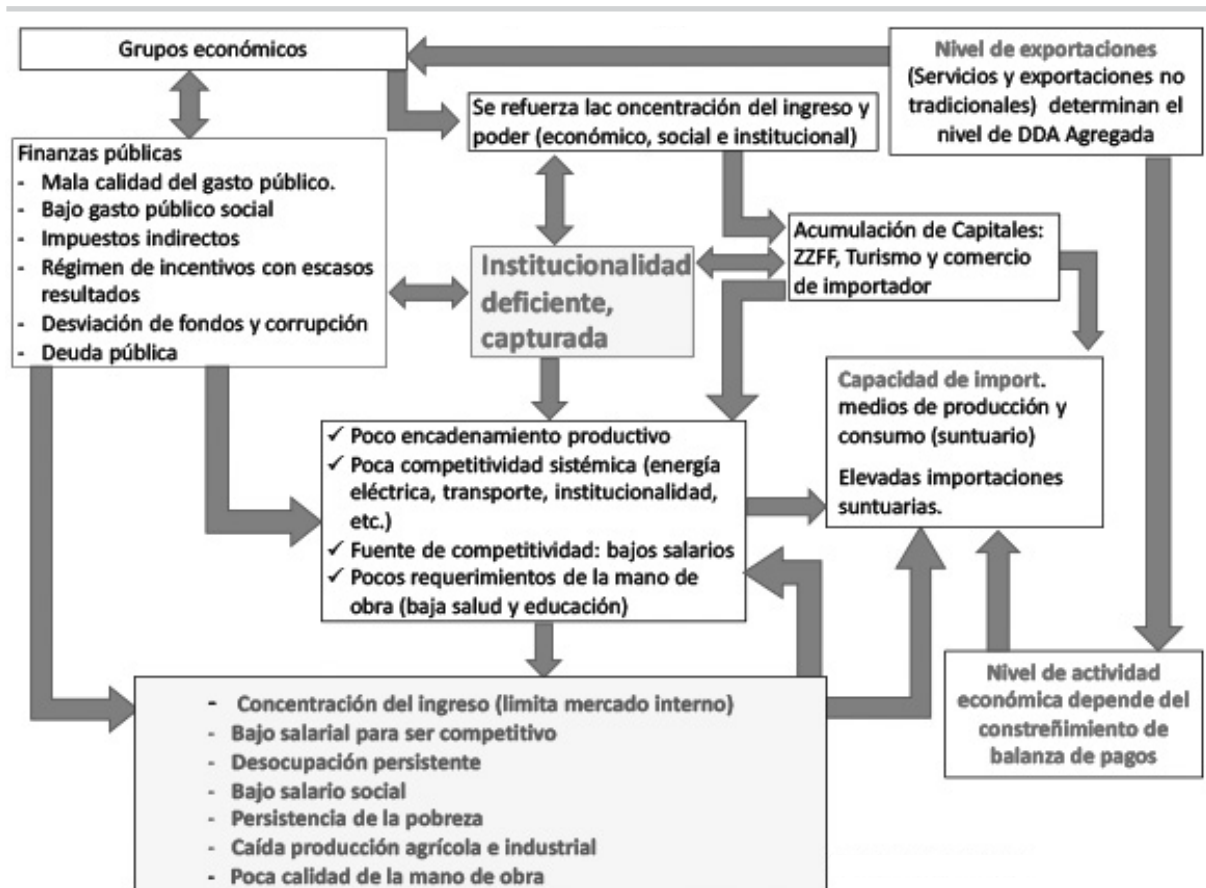 Grupos económicos
Nivel de exportaciones
(Servicios y exportaciones no
tradicionales) determinan el
nivel de DDA Agregada
Se refuerza lac oncentración del ingreso y
poder (económico, social e institucional)
Finanzas públicas
- Mala calidad del gasto público.
- Bajo gasto público social
- Impuestos indirectos
- Régimen de incentivos con escasos
resultados
- Desviación de fondos y corrupción
- Deuda pública
Institucionalidad
deficiente,
capturada
Acumulación de Capitales:
ZZFF, Turismo y comercio
de importador
Capacidad de import.
medios de producción y
consumo (suntuario)
Elevadas importaciones
suntuarias.
✓ Poco encadenamiento productivo
✓ Poca competitividad sistémica (energía
eléctrica, transporte, institucionalidad,
etc.)
✓ Fuente de competitividad: bajos salarios
✓ Pocos requerimientos de la mano de
obra (baja salud y educación)
Nivel de actividad
económica depende del
constreñimiento de
balanza de pagos
- Concentración del ingreso (limita mercado interno)
- Bajo salarial para ser competitivo
- Desocupación persistente
- Bajo salario social
- Persistencia de la pobreza
- Caída producción agrícola e industrial
- Poca calidad de la mano de obra